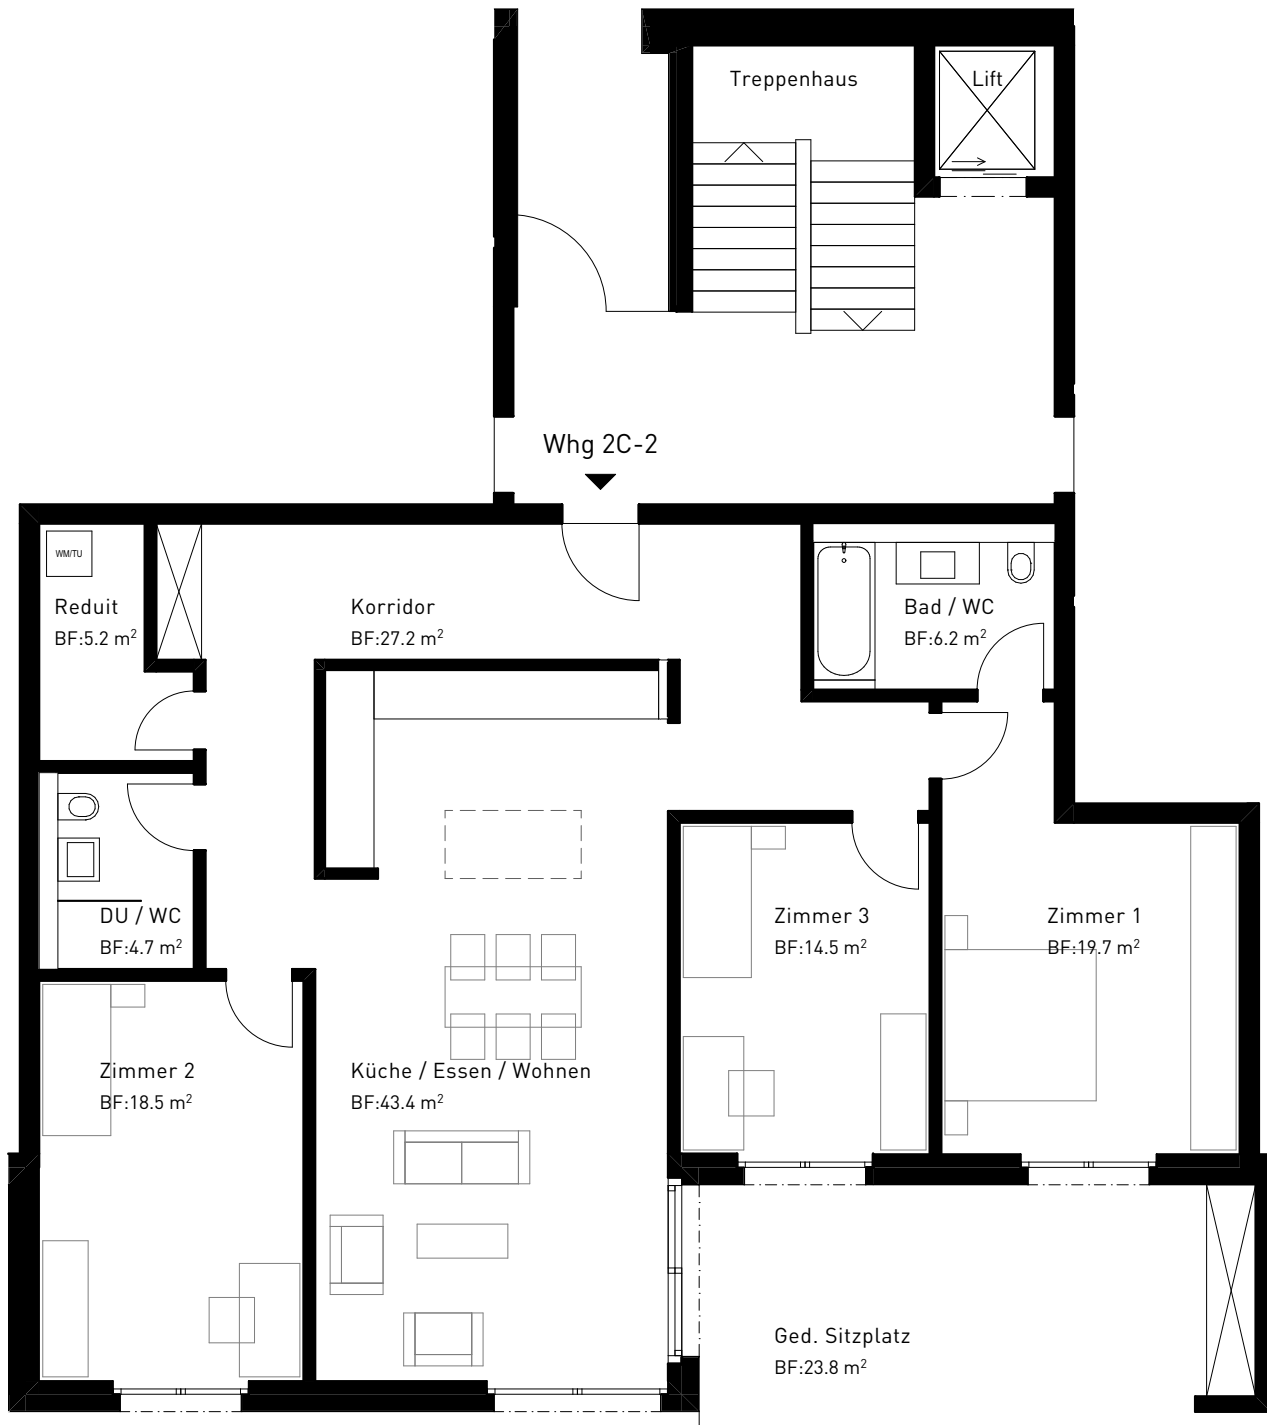 Treppenhaus
Lift
Whg 2C-2
WM/TU
Reduit
BF:5.2 m²
Korridor
BF:27.2 m²
Bad / WC
BF:6.2 m²
DU / WC
BF:4.7 m²
Zimmer 3
BF:14.5 m²
Zimmer 1
BF:19.7 m²
Zimmer 2
BF:18.5 m²
Küche / Essen / Wohnen
BF:43.4 m²
Ged. Sitzplatz
BF:23.8 m²